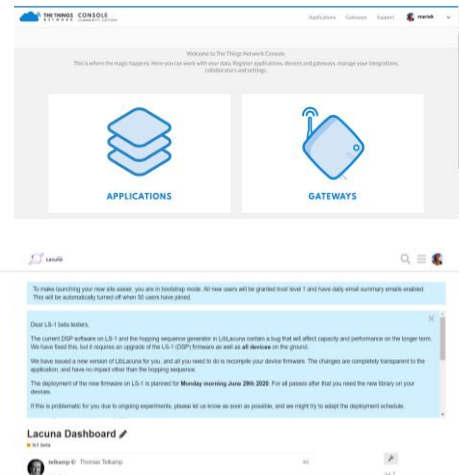 THE THINGS NETWORK CONSOLE COMMUNITY EDITION
Applications Gateways Support
Welcome to The Things Network Console.
This is where the magic happens. Here you can work with your data. Register applications, devices and gateways, manage your integrations,
collaborators and settings.
APPLICATIONS GATEWAYS
To make launching your new site easier, you are in bootstrap mode. All new users will be granted trust level 1 and have daily email summary emails enabled.
This will be automatically turned off when 50 users have joined.
Dear LS-1 beta testers,
The current DSP software on LS-1 and the hopping sequence generator in LibLacuna contain a bug that will affect capacity and performance on the longer term.
We have fixed this, but it requires an upgrade of the LS-1 (DSP) firmware as well as all devices on the ground.
We have issued a new version of LibLacuna for you, and all you need to do is recompile your device firmware. The changes are completely transparent to the
application, and have no impact other than the hopping sequence.
The deployment of the new firmware on LS-1 is planned for Monday morning June 29th 2020. For all passes after that you need the new library on your
devices.
If this is problematic for you due to ongoing experiments, please let us know as soon as possible, and we might try to adapt the deployment schedule.
Lacuna Dashboard
ls1 beta
telkamp Thomas Telkamp